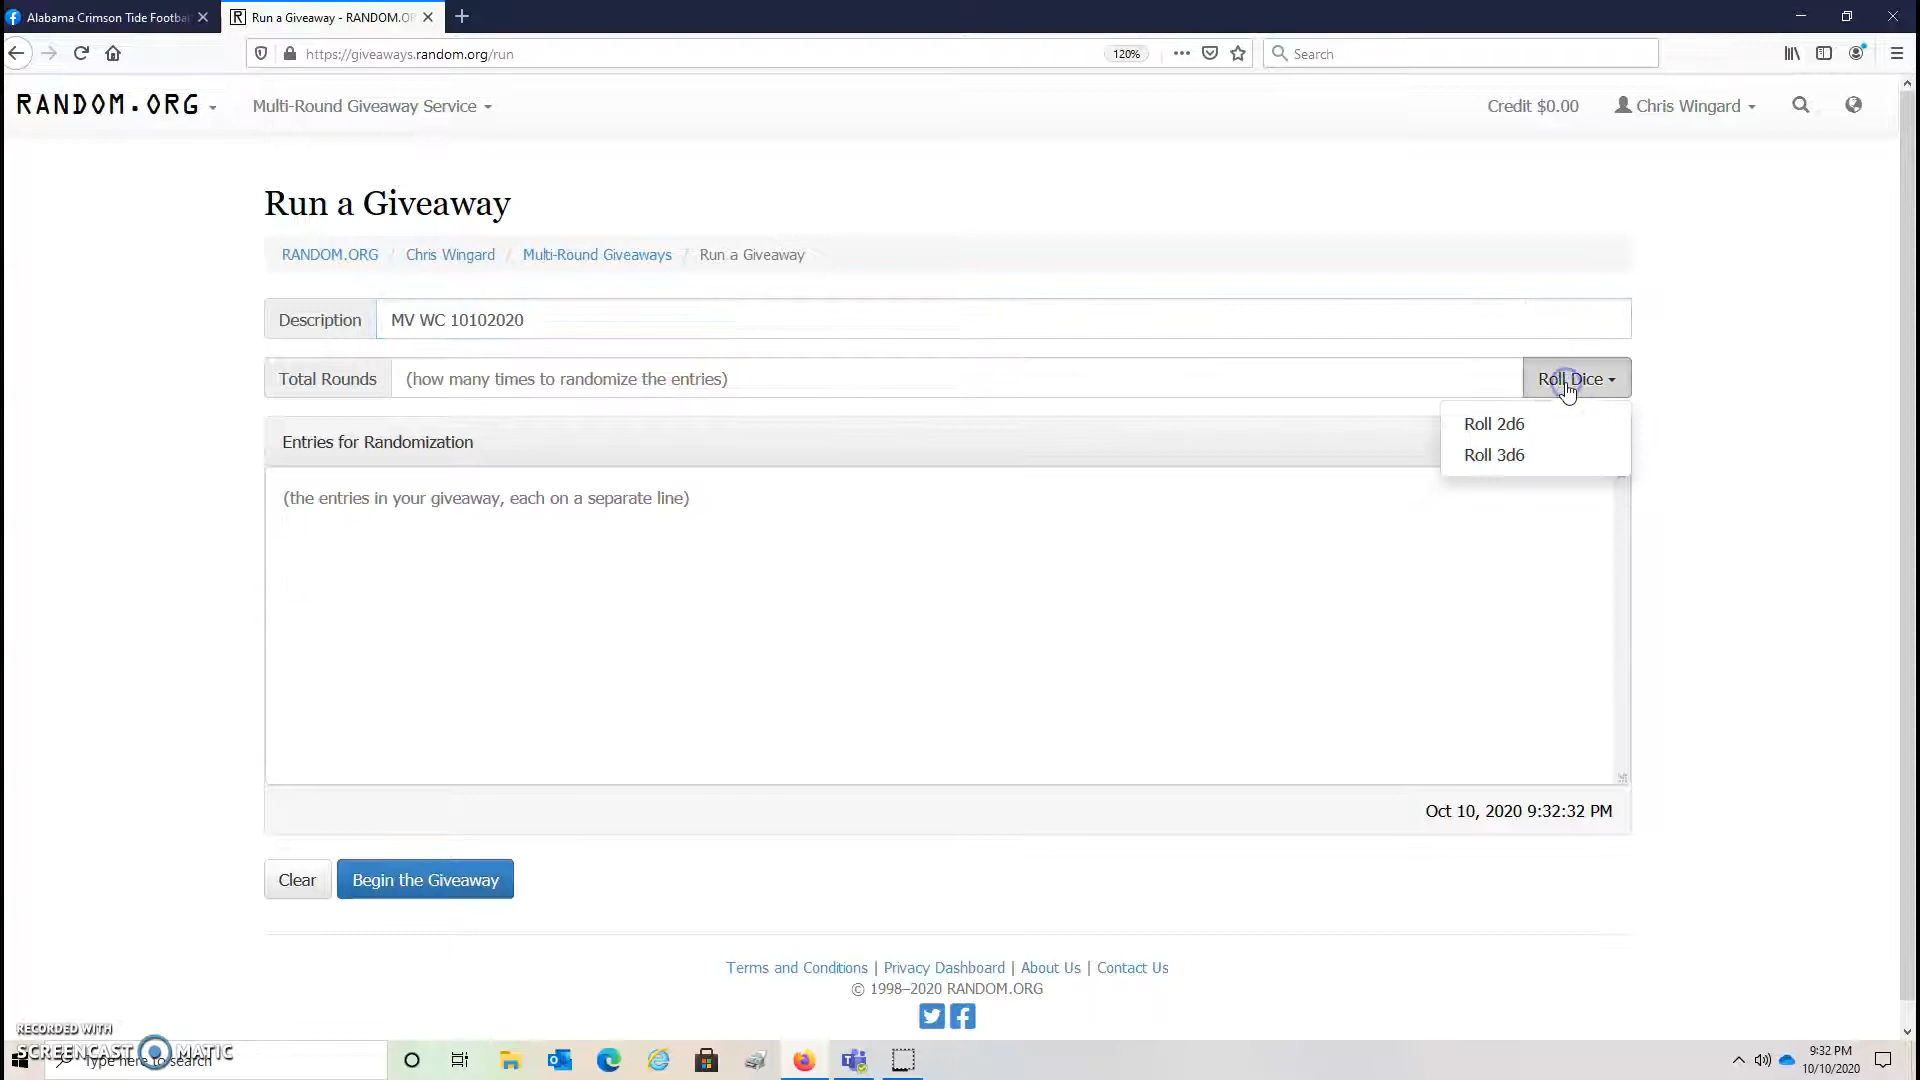 Alabama Crimson Tide Footba
Run a Giveaway - RANDOM.OR
https://giveaways.random.org/run
120%
Search
RANDOM.ORG
Multi-Round Giveaway Service
Credit $0.00
Chris Wingard
Run a Giveaway
RANDOM.ORG / Chris Wingard / Multi-Round Giveaways / Run a Giveaway
Description
MV WC 10102020
Total Rounds
(how many times to randomize the entries)
Roll Dice
Roll 2d6
Roll 3d6
Entries for Randomization
(the entries in your giveaway, each on a separate line)
Oct 10, 2020 9:32:32 PM
Clear
Begin the Giveaway
Terms and Conditions | Privacy Dashboard | About Us | Contact Us
© 1998–2020 RANDOM.ORG
RECORDED WITH
SCREENCAST MATIC
Type here to search
9:32 PM
10/10/2020